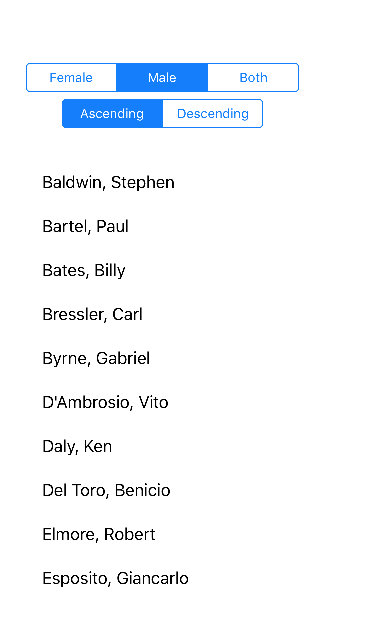 Female Male Both
Ascending Descending
Baldwin, Stephen
Bartel, Paul
Bates, Billy
Bressler, Carl
Byrne, Gabriel
D'Ambrosio, Vito
Daly, Ken
Del Toro, Benicio
Elmore, Robert
Esposito, Giancarlo